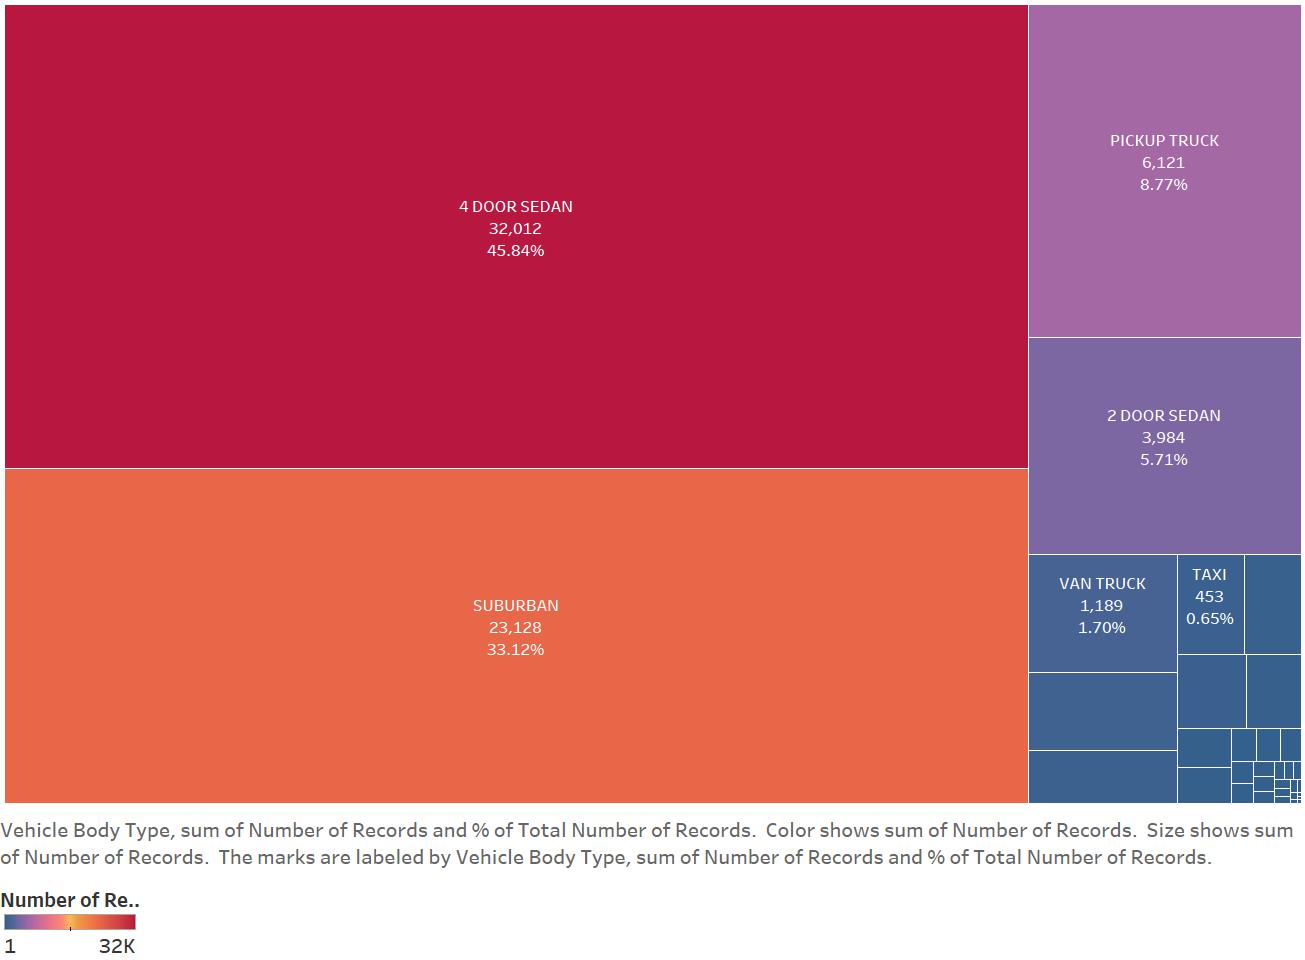 4 DOOR SEDAN
32,012
45.84%
PICKUP TRUCK
6,121
8.77%
2 DOOR SEDAN
3,984
5.71%
SUBURBAN
23,128
33.12%
VAN TRUCK
1,189
1.70%
TAXI
453
0.65%
Vehicle Body Type, sum of Number of Records and % of Total Number of Records.  Color shows sum of Number of Records.  Size shows sum
of Number of Records.  The marks are labeled by Vehicle Body Type, sum of Number of Records and % of Total Number of Records.
Number of Re..
1 32K